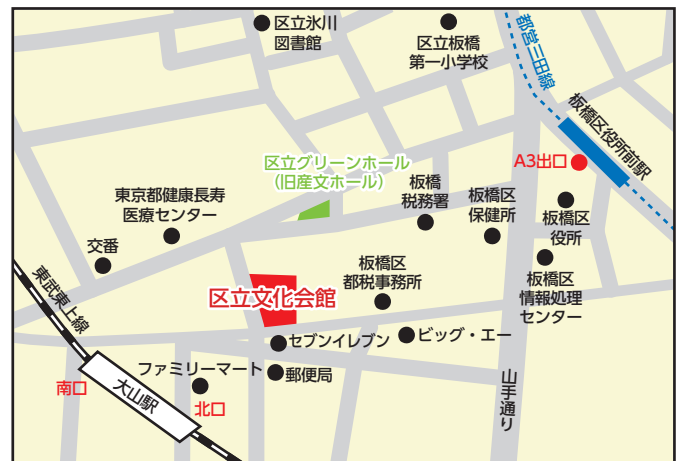 区立氷川
図書館
区立板橋
第一小学校
都営三田線
板橋区役所前駅
A3出口
区立グリーンホール
(旧産文ホール)
東京都健康長寿
医療センター
板橋
税務署
板橋区
保健所
板橋区
役所
交番
板橋区
都税事務所
板橋区
情報処理
センター
東武東上線
区立文化会館
セブンイレブン
ビッグ・エー
ファミリーマート
郵便局
南口
大山駅
北口
山手通り